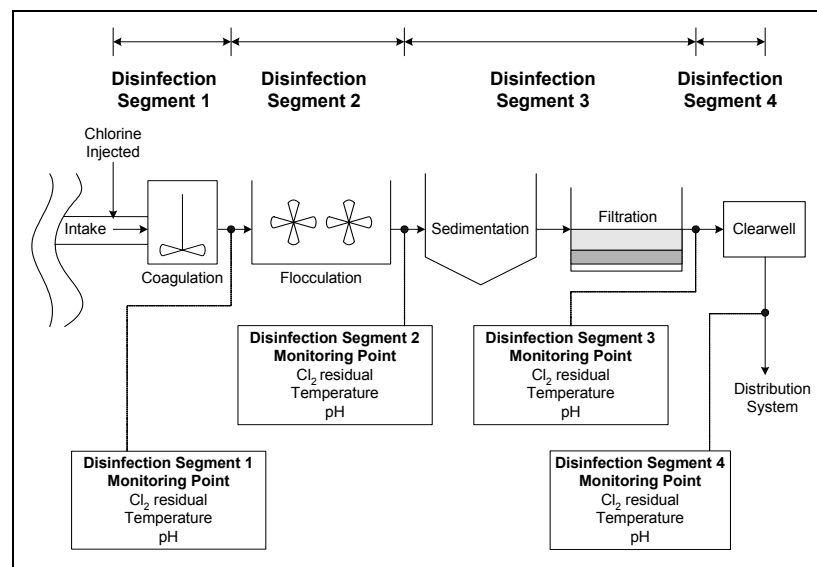 Disinfection
Segment 1
Disinfection
Segment 2
Disinfection
Segment 3
Disinfection
Segment 4
Chlorine
Injected
Intake
Coagulation
Flocculation
Sedimentation
Filtration
Clearwell
Disinfection Segment 2
Monitoring Point
Cl₂ residual
Temperature
pH
Disinfection Segment 3
Monitoring Point
Cl₂ residual
Temperature
pH
Distribution
System
Disinfection Segment 1
Monitoring Point
Cl₂ residual
Temperature
pH
Disinfection Segment 4
Monitoring Point
Cl₂ residual
Temperature
pH